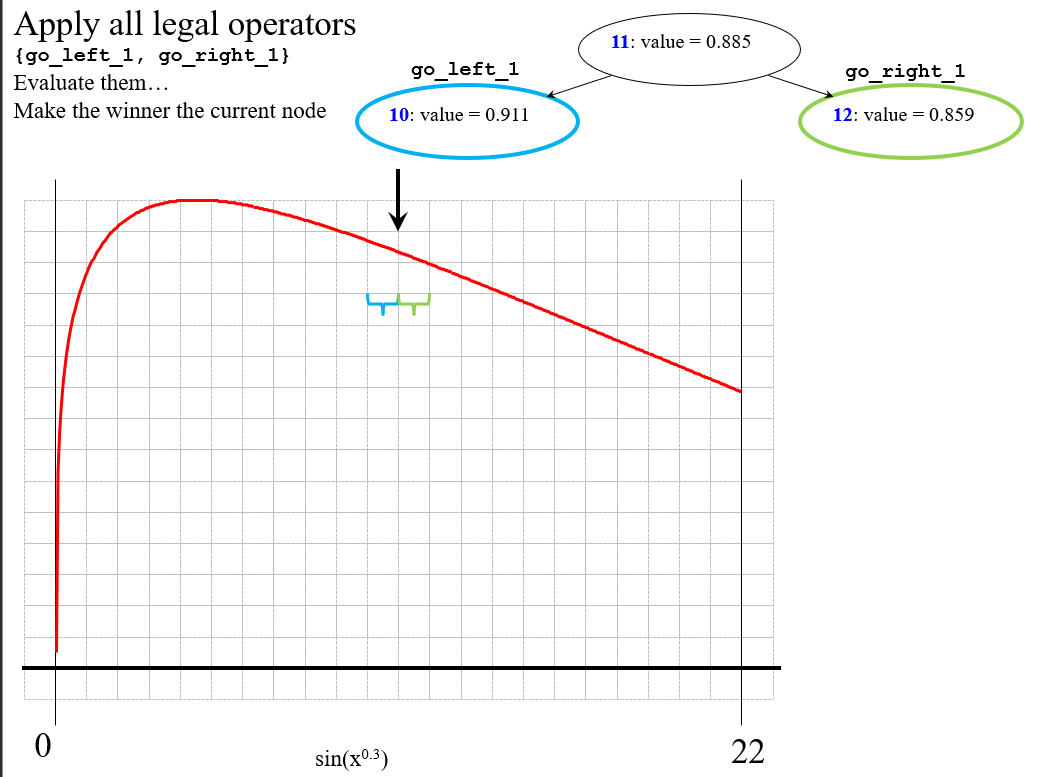 Apply all legal operators
{go_left_1, go_right_1}
Evaluate them…
Make the winner the current node
11: value = 0.885
go_left_1
go_right_1
10: value = 0.911
12: value = 0.859
0
sin(x^0.3)
22